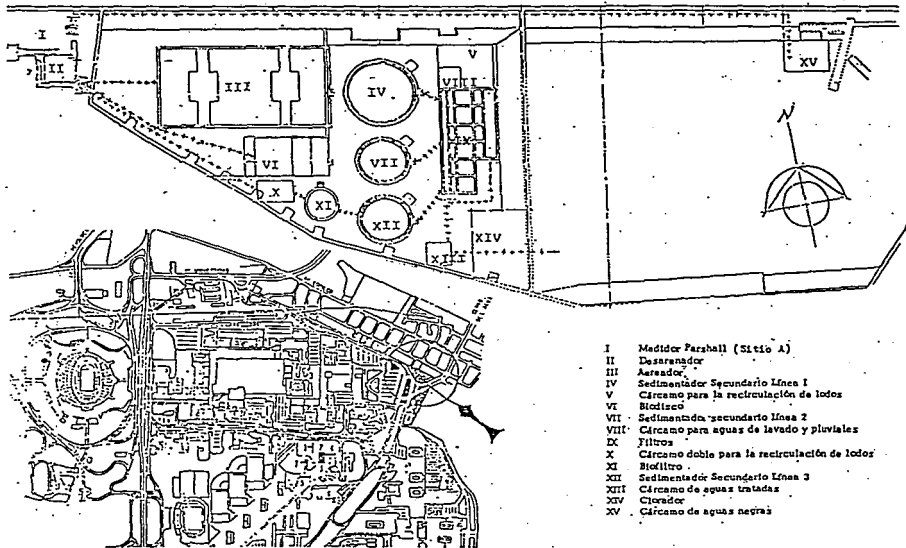 I
II
III
IV
V
VI
VII
VIII
IX
X
XI
XII
XIII
XIV
XV
N
I Medidor Parshall (Sitio A)
II Desarenador
III Aereador
IV Sedimentador Secundario Línea I
V Cárcamo para la recirculación de lodos
VI Biodisco
VII Sedimentador secundario Línea 2
VIII Cárcamo para aguas de lavado y pluviales
IX Filtros
X Cárcamo doble para la recirculación de lodos
XI Biofiltro
XII Sedimentador Secundario Línea 3
XIII Cárcamo de aguas tratadas
XIV Clorador
XV Cárcamo de aguas negras